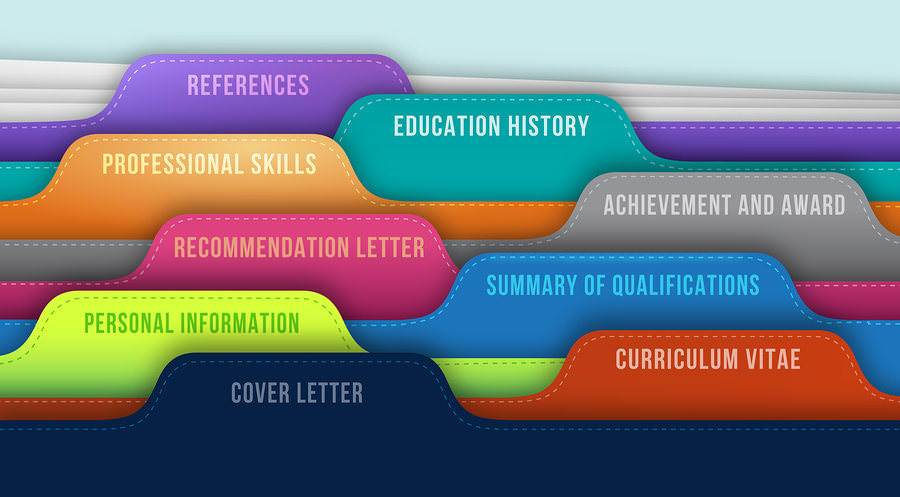 REFERENCES
EDUCATION HISTORY
PROFESSIONAL SKILLS
ACHIEVEMENT AND AWARD
RECOMMENDATION LETTER
SUMMARY OF QUALIFICATIONS
PERSONAL INFORMATION
CURRICULUM VITAE
COVER LETTER